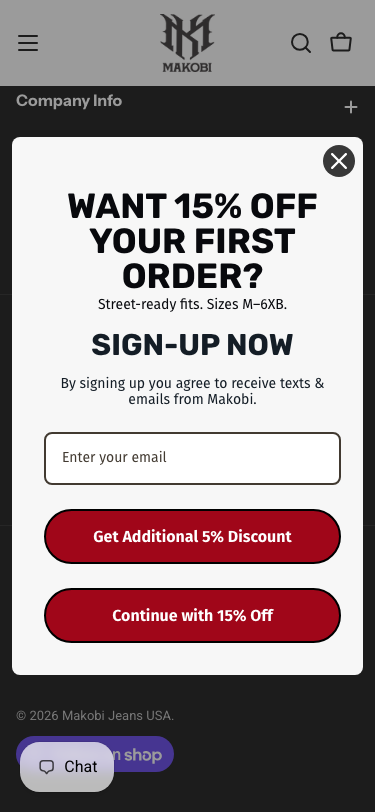 MAKOBI
Company Info
WANT 15% OFF
YOUR FIRST
ORDER?
Street-ready fits. Sizes M–6XB.
SIGN-UP NOW
By signing up you agree to receive texts &
emails from Makobi.
Enter your email
Get Additional 5% Discount
Continue with 15% Off
© 2026 Makobi Jeans USA.
shop
Chat